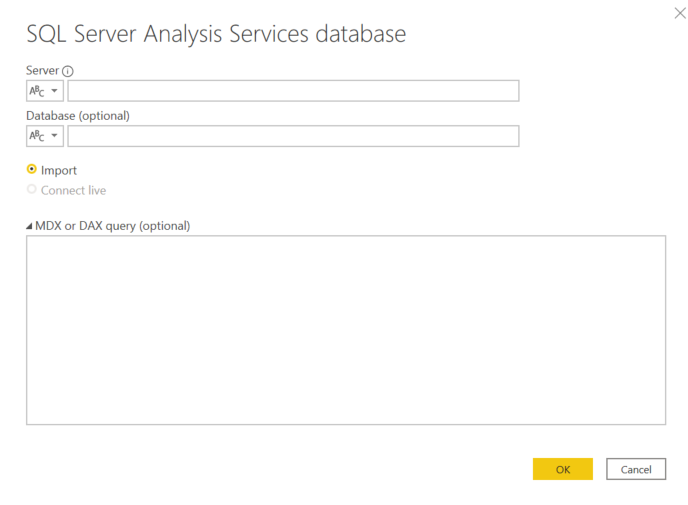 SQL Server Analysis Services database
Server
ABC
Database (optional)
ABC
Import
Connect live
MDX or DAX query (optional)
OK Cancel